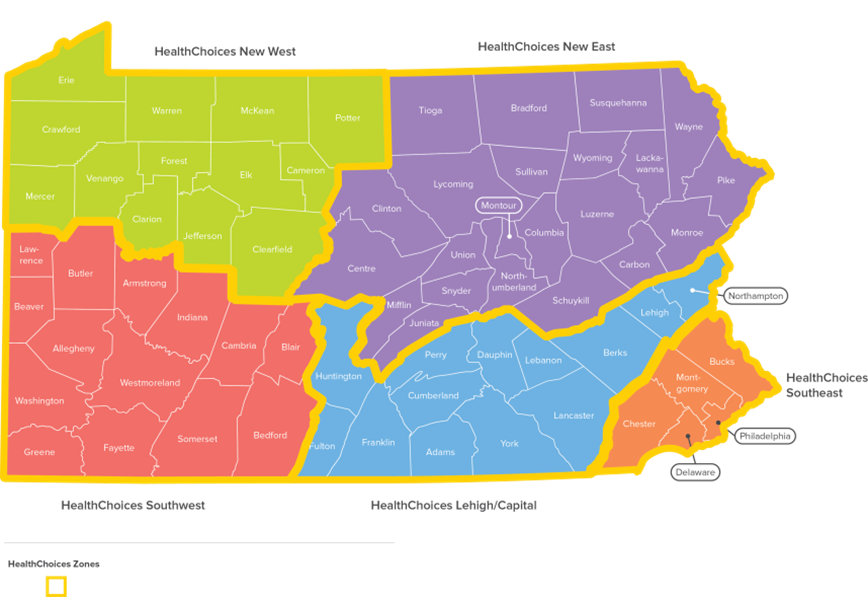 HealthChoices New West
HealthChoices New East
Erie
Warren
McKean
Potter
Tioga
Bradford
Susquehanna
Wayne
Crawford
Forest
Elk
Cameron
Sullivan
Wyoming
Lacka-
wanna
Pike
Mercer
Venango
Clarion
Jefferson
Clearfield
Clinton
Lycoming
Montour
Columbia
Luzerne
Monroe
Centre
Union
Snyder
North-
umberland
Carbon
Schuykill
Mifflin
Juniata
Law-
rence
Butler
Armstrong
Beaver
Indiana
Allegheny
Cambria
Blair
Westmoreland
Washington
Greene
Fayette
Somerset
Bedford
Huntington
Fulton
Perry
Dauphin
Lebanon
Berks
Lehigh
Northampton
Cumberland
Franklin
Adams
York
Lancaster
Bucks
Mont-
gomery
Chester
Philadelphia
Delaware
HealthChoices
Southeast
HealthChoices Southwest
HealthChoices Lehigh/Capital
HealthChoices Zones